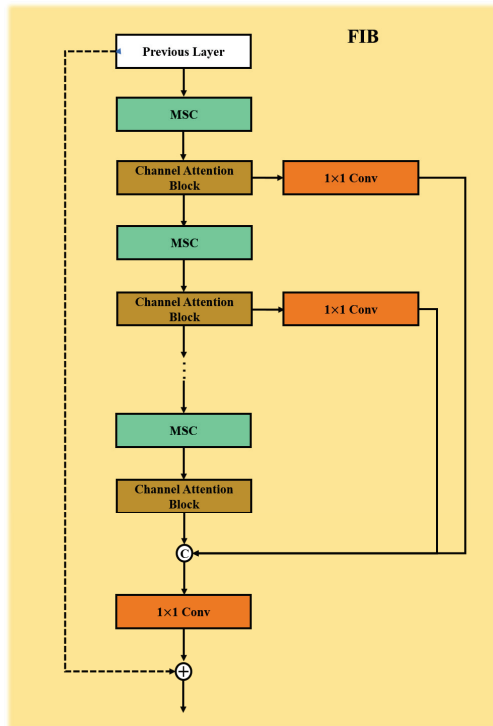 FIB
Previous Layer
MSC
Channel Attention
Block
1×1 Conv
MSC
Channel Attention
Block
1×1 Conv
MSC
Channel Attention
Block
C
1×1 Conv
+